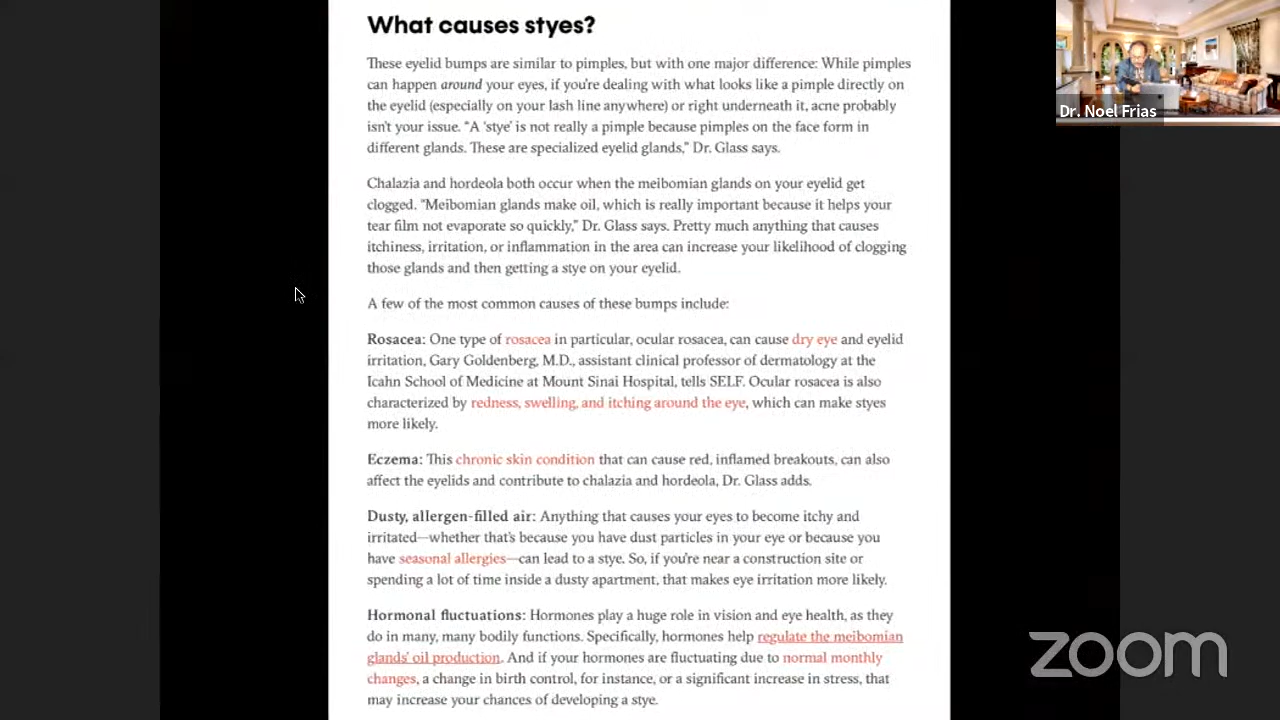 What causes styes?
These eyelid bumps are similar to pimples, but with one major difference: While pimples
can happen around your eyes, if you're dealing with what looks like a pimple directly on
the eyelid (especially on your lash line anywhere) or right underneath it, acne probably
isn't your issue. “A ‘stye’ is not really a pimple because pimples on the face form in
different glands. These are specialized eyelid glands,” Dr. Glass says.
Chalazia and hordeola both occur when the meibomian glands on your eyelid get
clogged. “Meibomian glands make oil, which is really important because it helps your
tear film not evaporate so quickly,” Dr. Glass says. Pretty much anything that causes
itchiness, irritation, or inflammation in the area can increase your likelihood of clogging
those glands and then getting a stye on your eyelid.
A few of the most common causes of these bumps include:
Rosacea: One type of rosacea in particular, ocular rosacea, can cause dry eye and eyelid
irritation, Gary Goldenberg, M.D., assistant clinical professor of dermatology at the
Icahn School of Medicine at Mount Sinai Hospital, tells SELF. Ocular rosacea is also
characterized by redness, swelling, and itching around the eye, which can make styes
more likely.
Eczema: This chronic skin condition that can cause red, inflamed breakouts, can also
affect the eyelids and contribute to chalazia and hordeola, Dr. Glass adds.
Dusty, allergen-filled air: Anything that causes your eyes to become itchy and
irritated—whether that's because you have dust particles in your eye or because you
have seasonal allergies—can lead to a stye. So, if you're near a construction site or
spending a lot of time inside a dusty apartment, that makes eye irritation more likely.
Hormonal fluctuations: Hormones play a huge role in vision and eye health, as they
do in many, many bodily functions. Specifically, hormones help regulate the meibomian
glands' oil production. And if your hormones are fluctuating due to normal monthly
changes, a change in birth control, for instance, or a significant increase in stress, that
may increase your chances of developing a stye.
Dr. Noel Frias
zoom